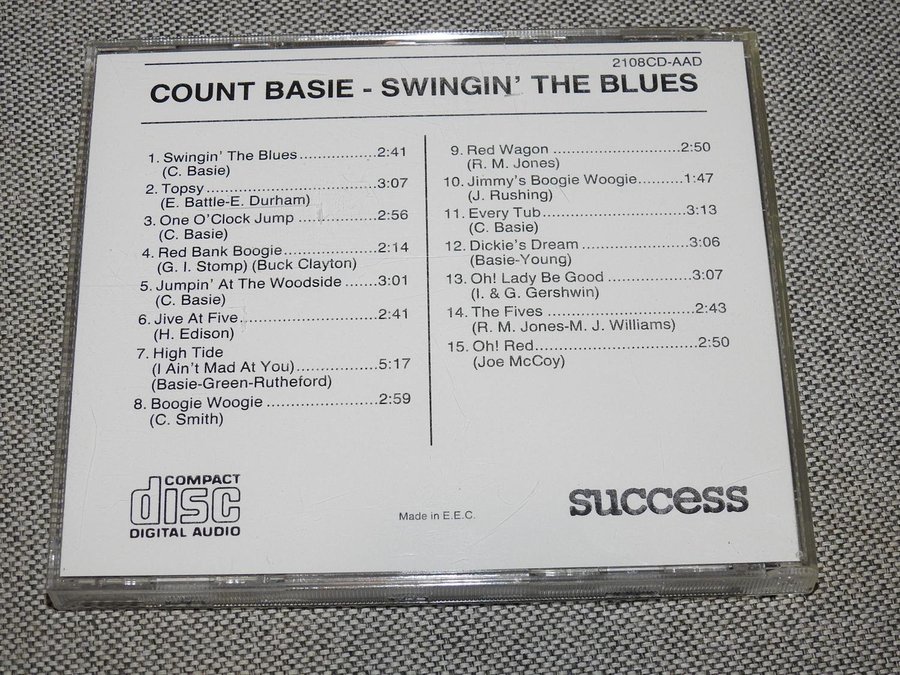 2108CD-AAD
COUNT BASIE - SWINGIN' THE BLUES
1. Swingin' The Blues..................2:41
(C. Basie)
2. Topsy.................................3:07
(E. Battle-E. Durham)
3. One O'Clock Jump ..................2:56
(C. Basie)
4. Red Bank Boogie.....................2:14
(G. I. Stomp) (Buck Clayton)
5. Jumpin' At The Woodside.......3:01
(C. Basie)
6. Jive At Five...........................2:41
(H. Edison)
7. High Tide
(I Ain't Mad At You)..................5:17
(Basie-Green-Rutheford)
8. Boogie Woogie .......................2:59
(C. Smith)
9. Red Wagon ............................2:50
(R. M. Jones)
10. Jimmy's Boogie Woogie..........1:47
(J. Rushing)
11. Every Tub...............................3:13
(C. Basie)
12. Dickie's Dream .......................3:06
(Basie-Young)
13. Oh! Lady Be Good ..................3:07
(I. & G. Gershwin)
14. The Fives ..............................2:43
(R. M. Jones-M. J. Williams)
15. Oh! Red..................................2:50
(Joe McCoy)
COMPACT
disc
DIGITAL AUDIO
Made in E.E.C.
success